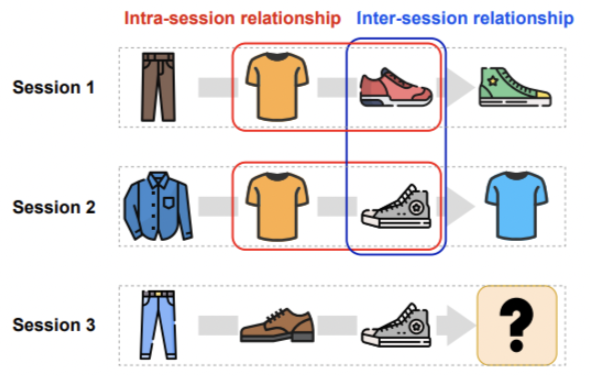 Intra-session relationship Inter-session relationship
Session 1
Session 2
Session 3
?